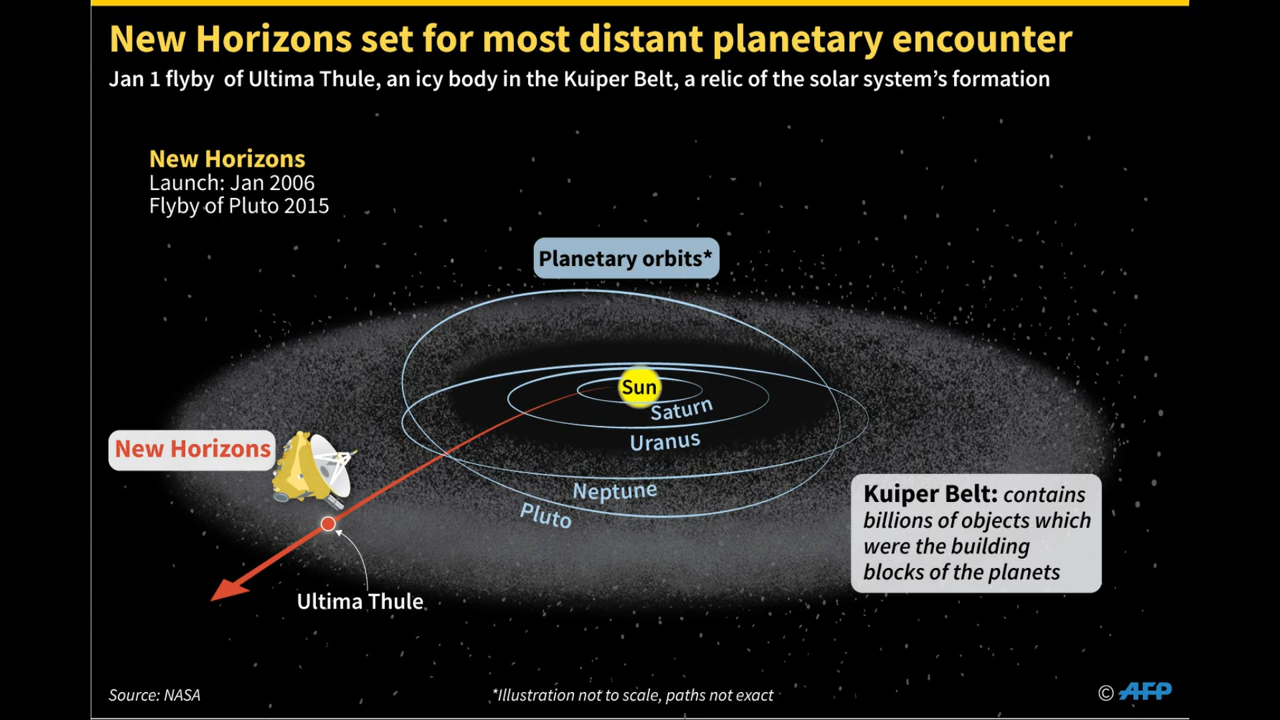 New Horizons set for most distant planetary encounter
Jan 1 flyby of Ultima Thule, an icy body in the Kuiper Belt, a relic of the solar system’s formation
New Horizons
Launch: Jan 2006
Flyby of Pluto 2015
Planetary orbits*
Sun
Saturn
Uranus
Neptune
Pluto
New Horizons
Ultima Thule
Kuiper Belt: contains
billions of objects which
were the building
blocks of the planets
Source: NASA
*Illustration not to scale, paths not exact
© AFP